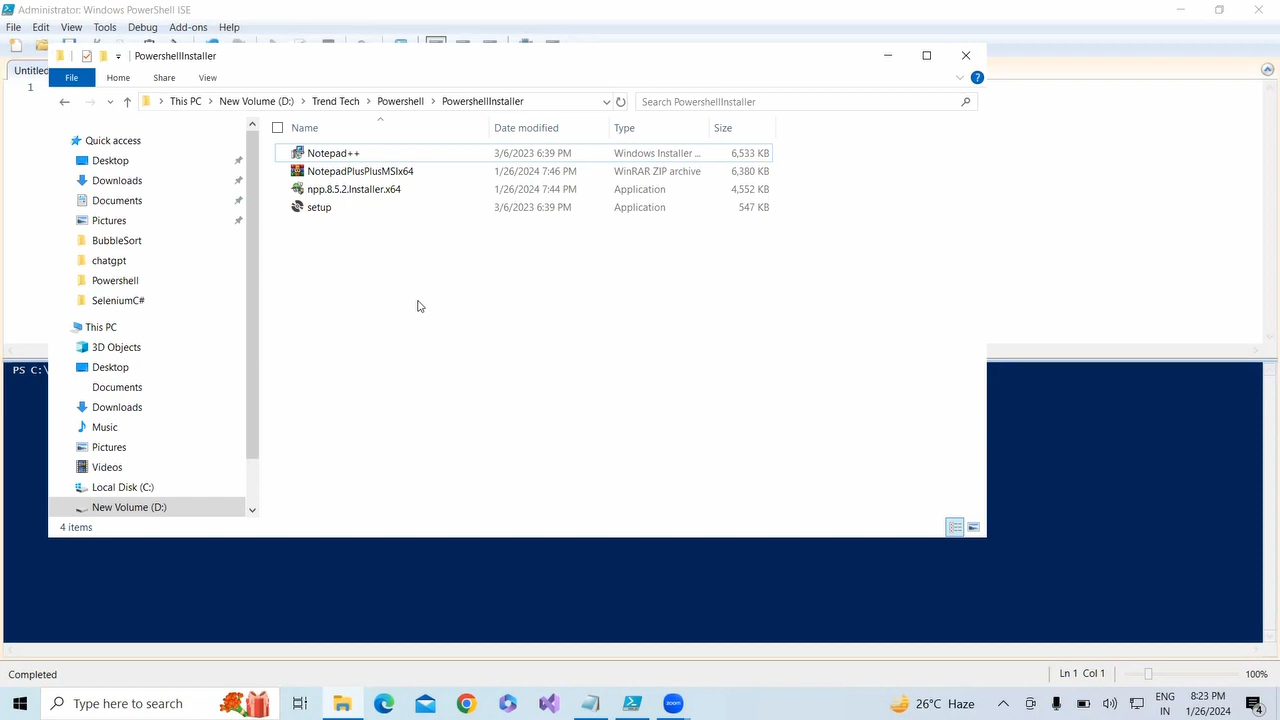 Administrator: Windows PowerShell ISE
File Edit View Tools Debug Add-ons Help
PowershellInstaller
Untitled
File Home Share View
1
This PC New Volume (D:) Trend Tech Powershell PowershellInstaller
Search PowershellInstaller
Name Date modified Type Size
Quick access
Notepad++ 3/6/2023 6:39 PM Windows Installer ... 6,533 KB
Desktop
NotepadPlusPlusMSIx64 1/26/2024 7:46 PM WinRAR ZIP archive 6,380 KB
Downloads
npp.8.5.2.Installer.x64 1/26/2024 7:44 PM Application 4,552 KB
Documents
setup 3/6/2023 6:39 PM Application 547 KB
Pictures
BubbleSort
chatgpt
Powershell
SeleniumC#
This PC
3D Objects
Desktop
PS C:\
Documents
Downloads
Music
Pictures
Videos
Local Disk (C:)
New Volume (D:)
4 items
Completed
Ln 1 Col 1
100%
Type here to search
zoom
26°C Haze
ENG
IN
8:23 PM
1/26/2024
4